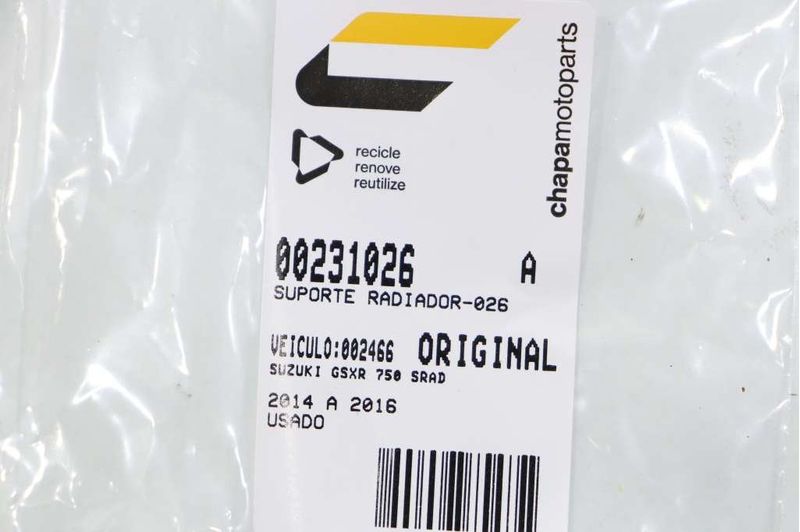 chapamotoparts
recicle
renove
reutilize
00231026 A
SUPORTE RADIADOR-026
VEICULO:002466 ORIGINAL
SUZUKI GSXR 750 SRAD
2014 A 2016
USADO